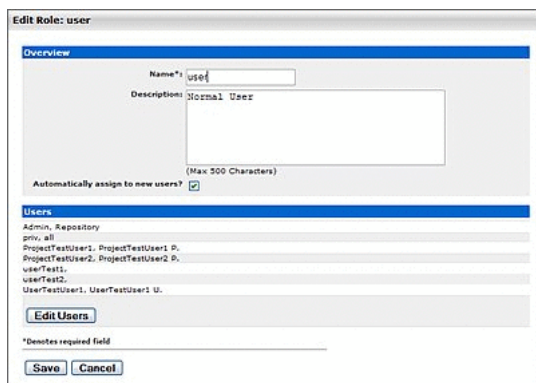 Edit Role: user
Overview
Name*: user
Description: Normal User
(Max 500 Characters)
Automatically assign to new users?
Users
Admin, Repository
priv, all
ProjectTestUser1, ProjectTestUser1 P.
ProjectTestUser2, ProjectTestUser2 P.
userTest1,
userTest2,
UserTestUser1, UserTestUser1 U.
Edit Users
*Denotes required field
Save Cancel